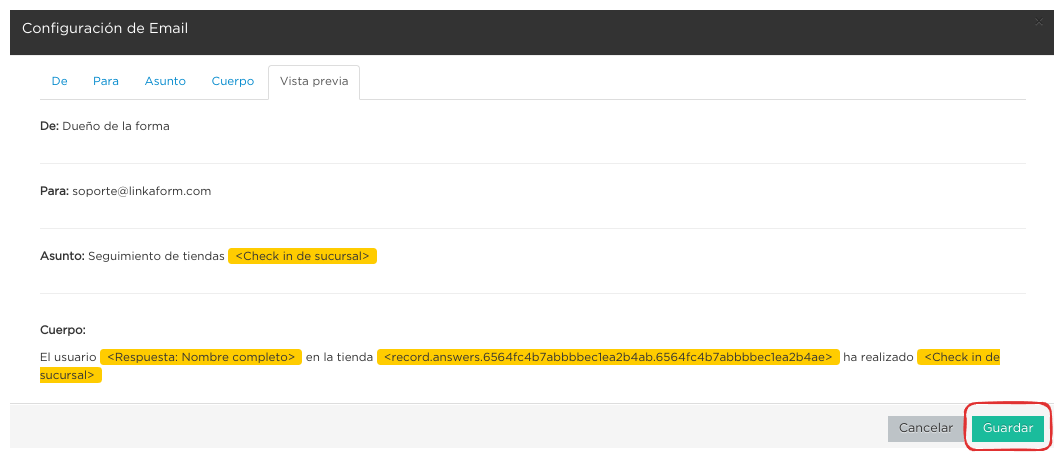 Configuración de Email
×
De Para Asunto Cuerpo Vista previa
De: Dueño de la forma
Para: soporte@linkaform.com
Asunto: Seguimiento de tiendas <Check in de sucursal>
Cuerpo:
El usuario <Respuesta: Nombre completo> en la tienda <record.answers.6564fc4b7abbbbec1ea2b4ab.6564fc4b7abbbbec1ea2b4ae> ha realizado <Check in de
sucursal>
Cancelar Guardar